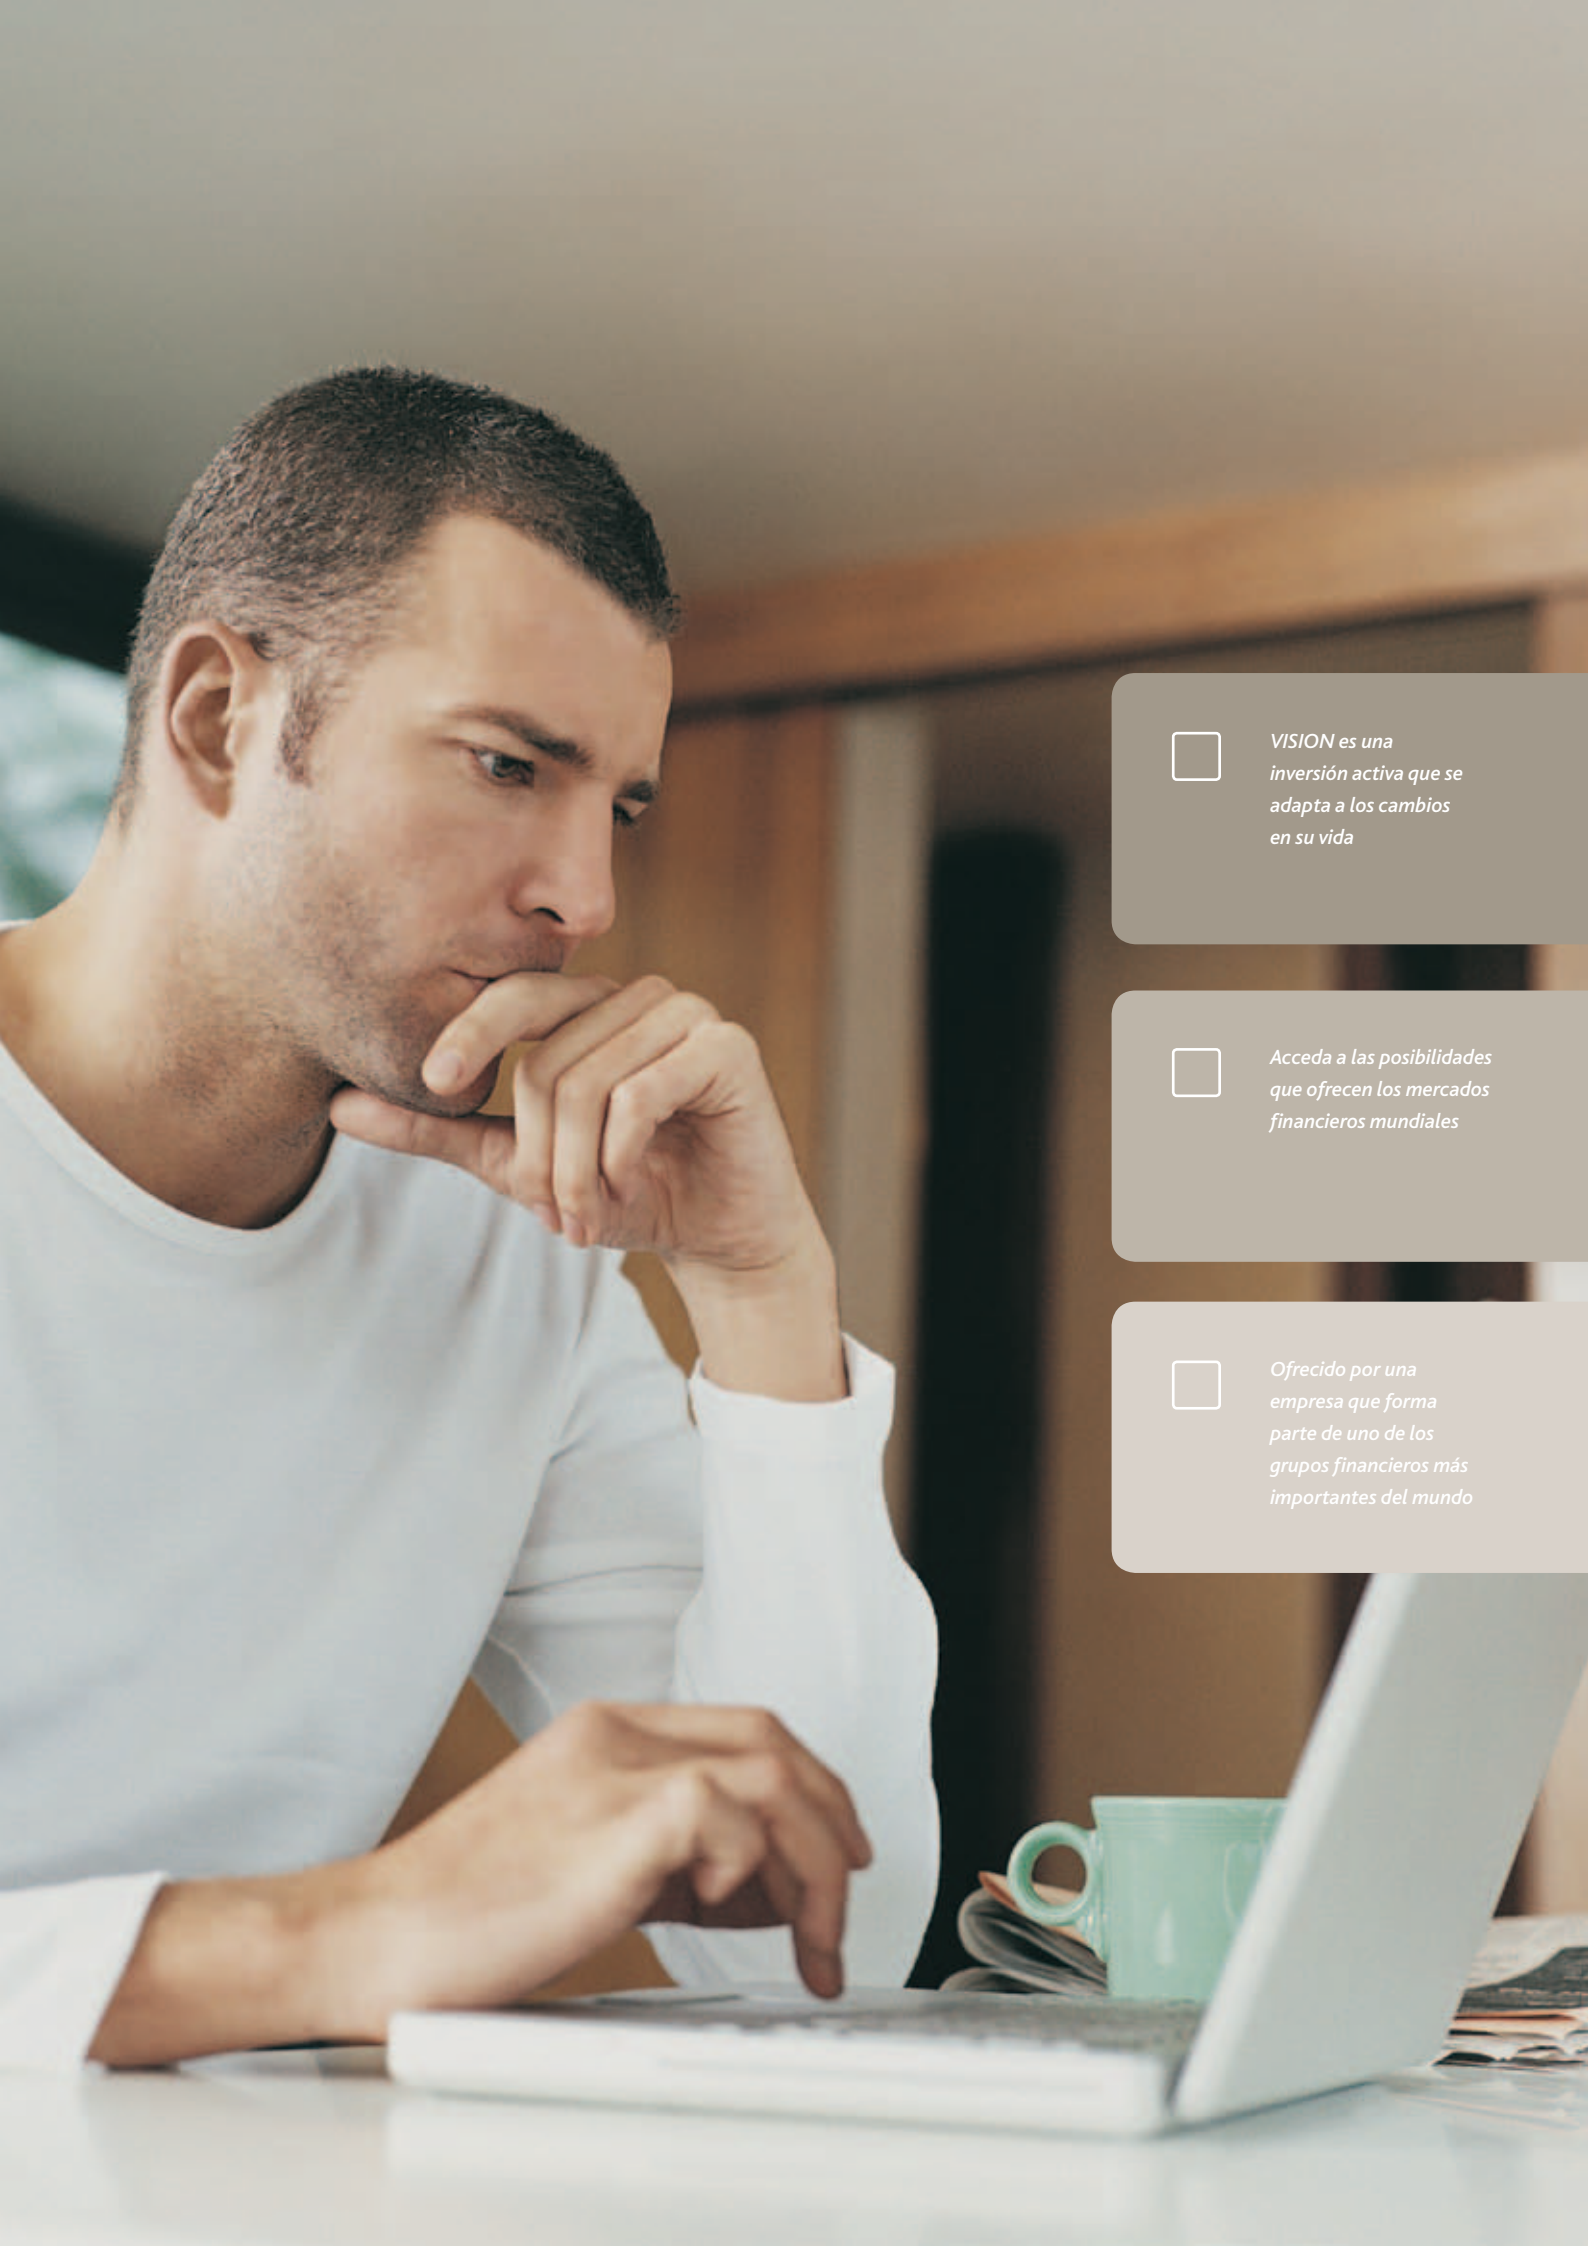 VISION es una
inversión activa que se
adapta a los cambios
en su vida
Acceda a las posibilidades
que ofrecen los mercados
financieros mundiales
Ofrecido por una
empresa que forma
parte de uno de los
grupos financieros más
importantes del mundo